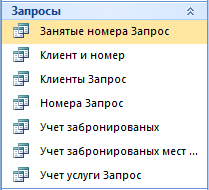 Запросы
Занятые номера Запрос
Клиент и номер
Клиенты Запрос
Номера Запрос
Учет забронированых
Учет забронированых мест ...
Учет услуги Запрос